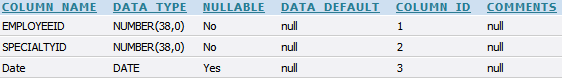 COLUMN_NAME DATA_TYPE NULLABLE DATA_DEFAULT COLUMN_ID COMMENTS
EMPLOYEEID NUMBER(38,0) No null 1 null
SPECIALTYID NUMBER(38,0) No null 2 null
Date DATE Yes null 3 null